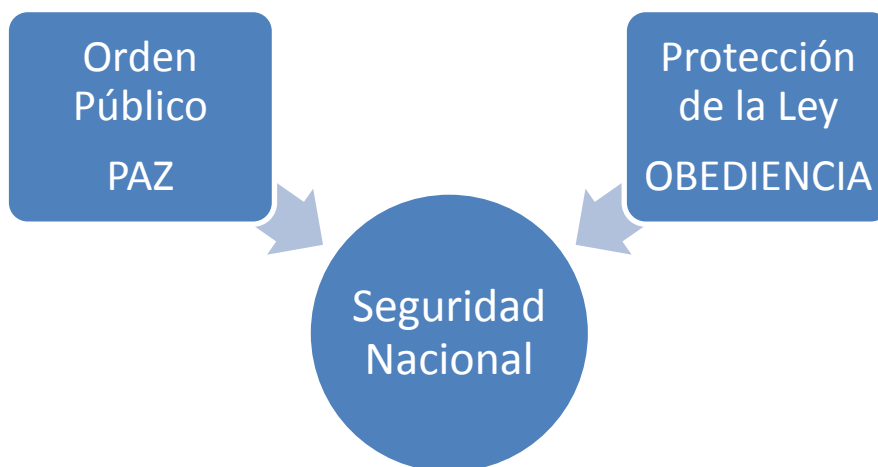 Orden
Público
PAZ
Protección
de la Ley
OBEDIENCIA
Seguridad
Nacional